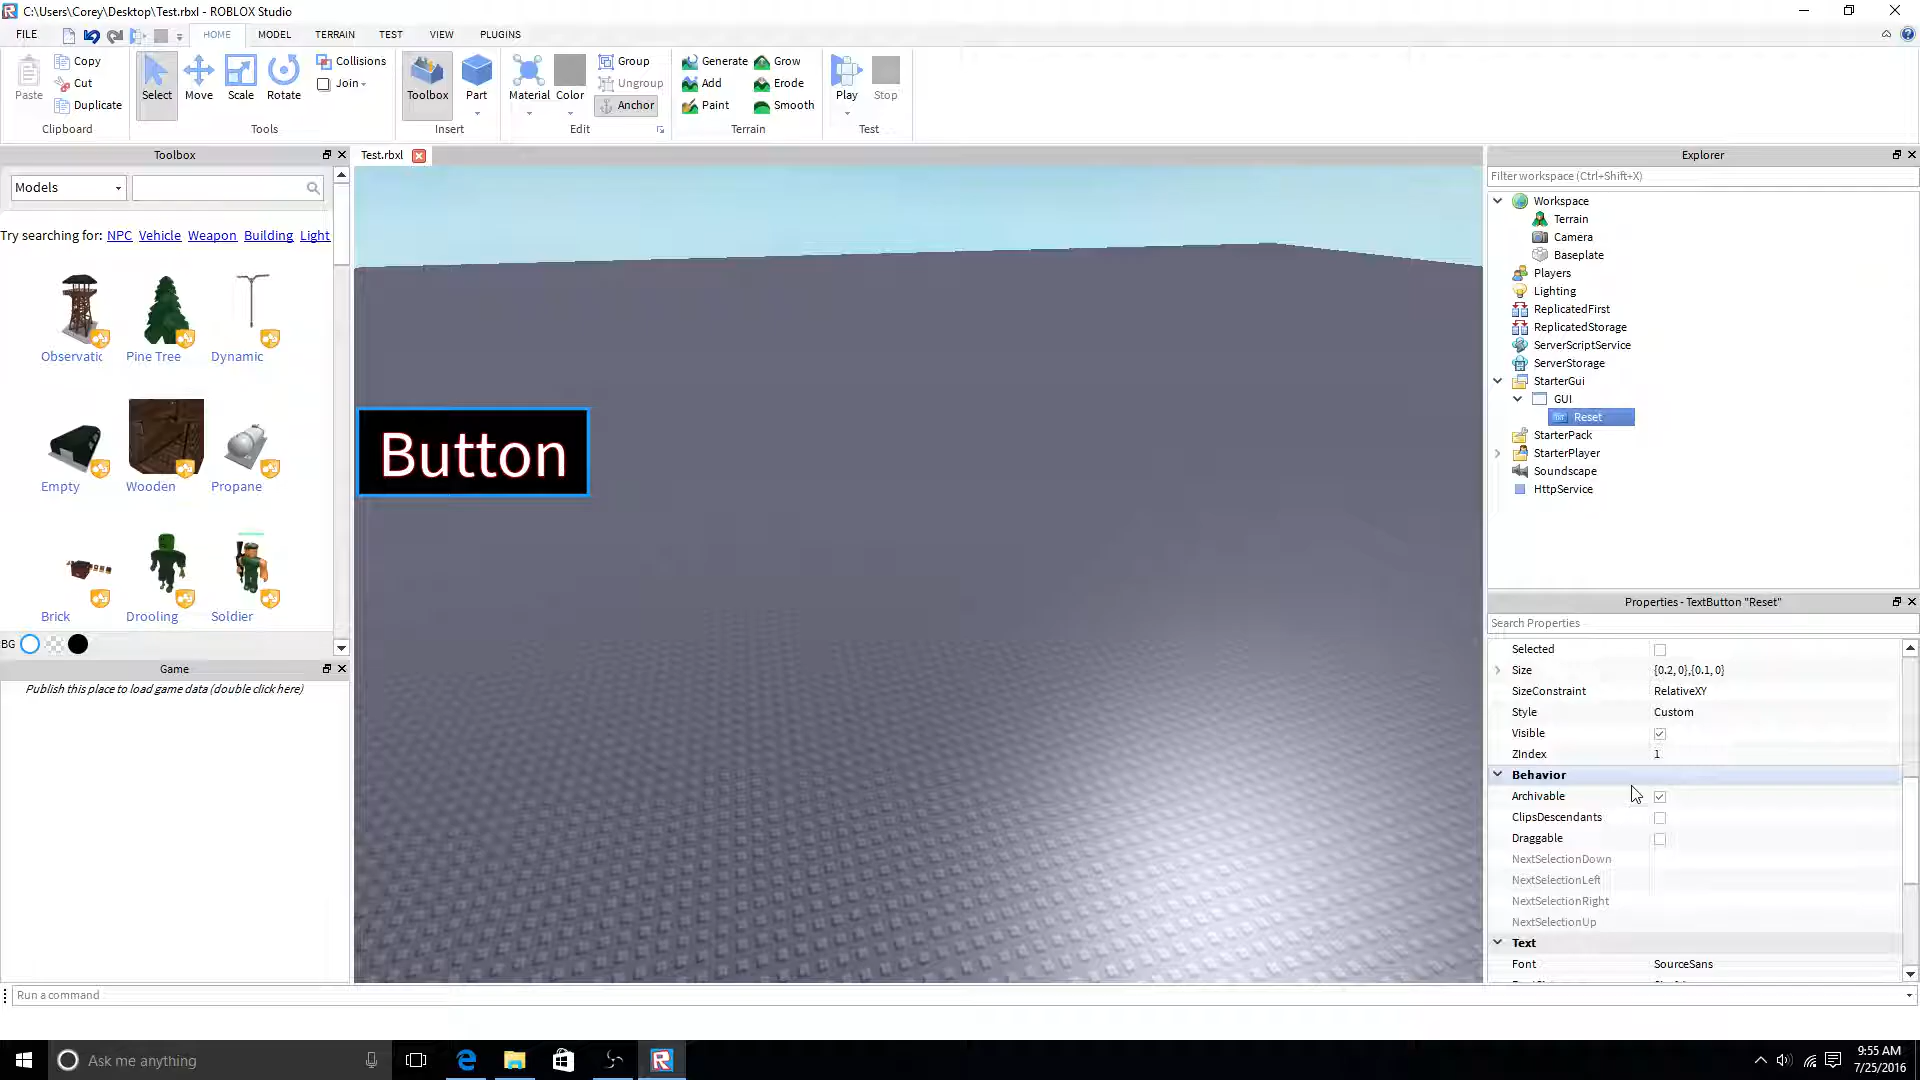 C:\Users\Corey\Desktop\Test.rbxl - ROBLOX Studio
FILE HOME MODEL TERRAIN TEST VIEW PLUGINS
Paste Copy Cut Duplicate Clipboard
Select Move Scale Rotate Collisions Join Tools
Toolbox Part Insert
Material Color Group Ungroup Anchor Edit
Generate Grow Add Erode Paint Smooth Terrain
Play Stop Test
Toolbox
Models
Try searching for: NPC Vehicle Weapon Building Light
Observatic Pine Tree Dynamic
Empty Wooden Propane
Brick Drooling Soldier
BG
Game
Publish this place to load game data (double click here)
Test.rbxl
Button
Explorer
Filter workspace (Ctrl+Shift+X)
Workspace
Terrain
Camera
Baseplate
Players
Lighting
ReplicatedFirst
ReplicatedStorage
ServerScriptService
ServerStorage
StarterGui
GUI
Reset
StarterPack
StarterPlayer
Soundscape
HttpService
Properties - TextButton "Reset"
Search Properties
Selected
Size {0.2, 0},{0.1, 0}
SizeConstraint RelativeXY
Style Custom
Visible
ZIndex 1
Behavior
Archivable
ClipsDescendants
Draggable
NextSelectionDown
NextSelectionLeft
NextSelectionRight
NextSelectionUp
Text
Font SourceSans
Run a command
Ask me anything
9:55 AM
7/25/2016